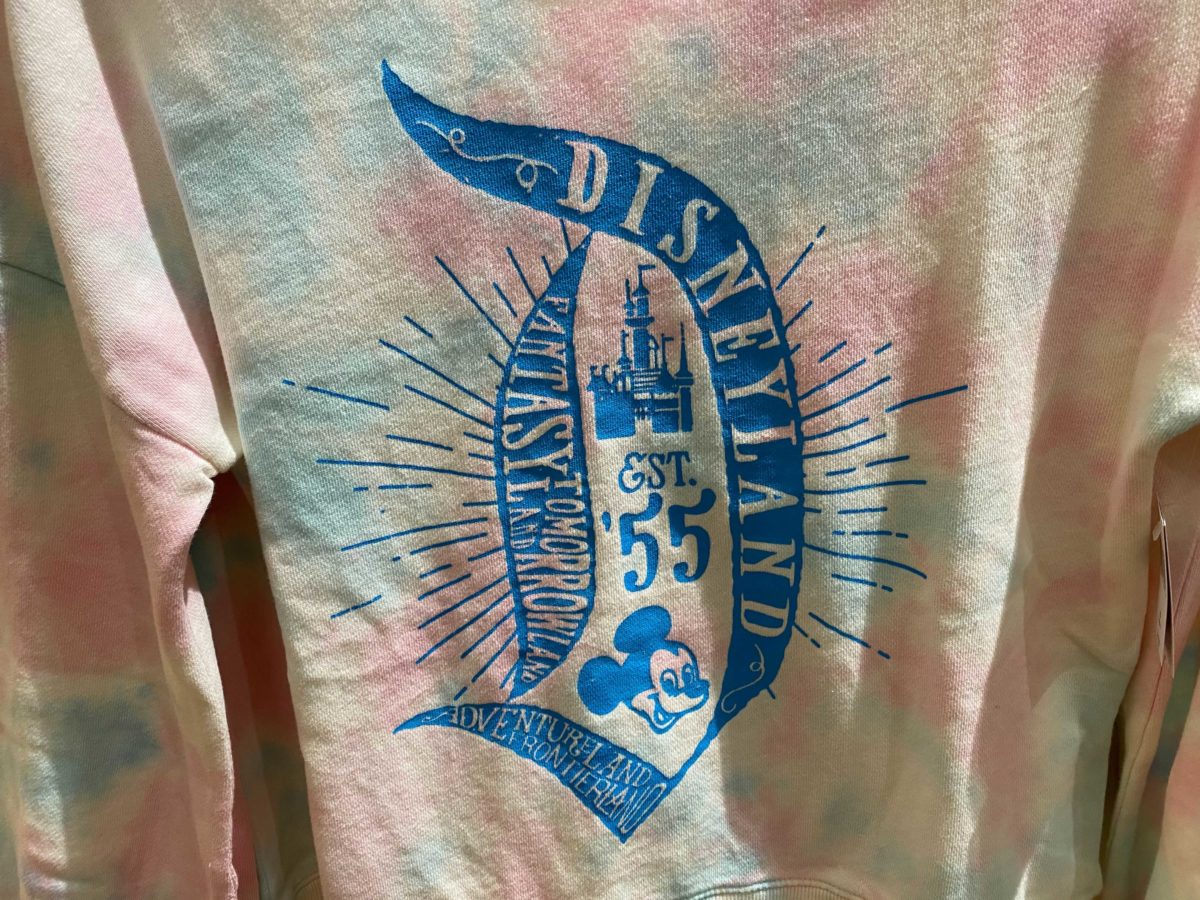 DISNEYLAND
FANTASYLAND
TOMORROWLAND
EST.
'55
ADVENTURELAND
FRONTIERLAND